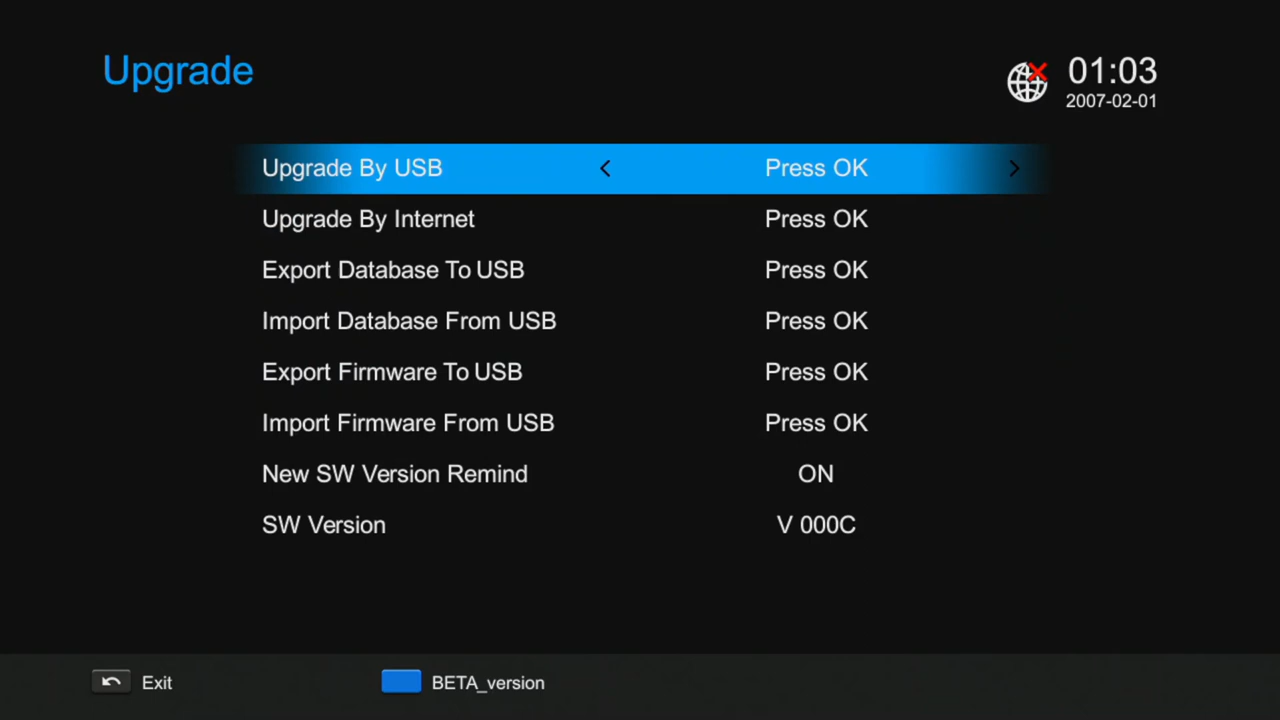 Upgrade
01:03
2007-02-01
Upgrade By USB Press OK
Upgrade By Internet Press OK
Export Database To USB Press OK
Import Database From USB Press OK
Export Firmware To USB Press OK
Import Firmware From USB Press OK
New SW Version Remind ON
SW Version V 000C
Exit BETA_version